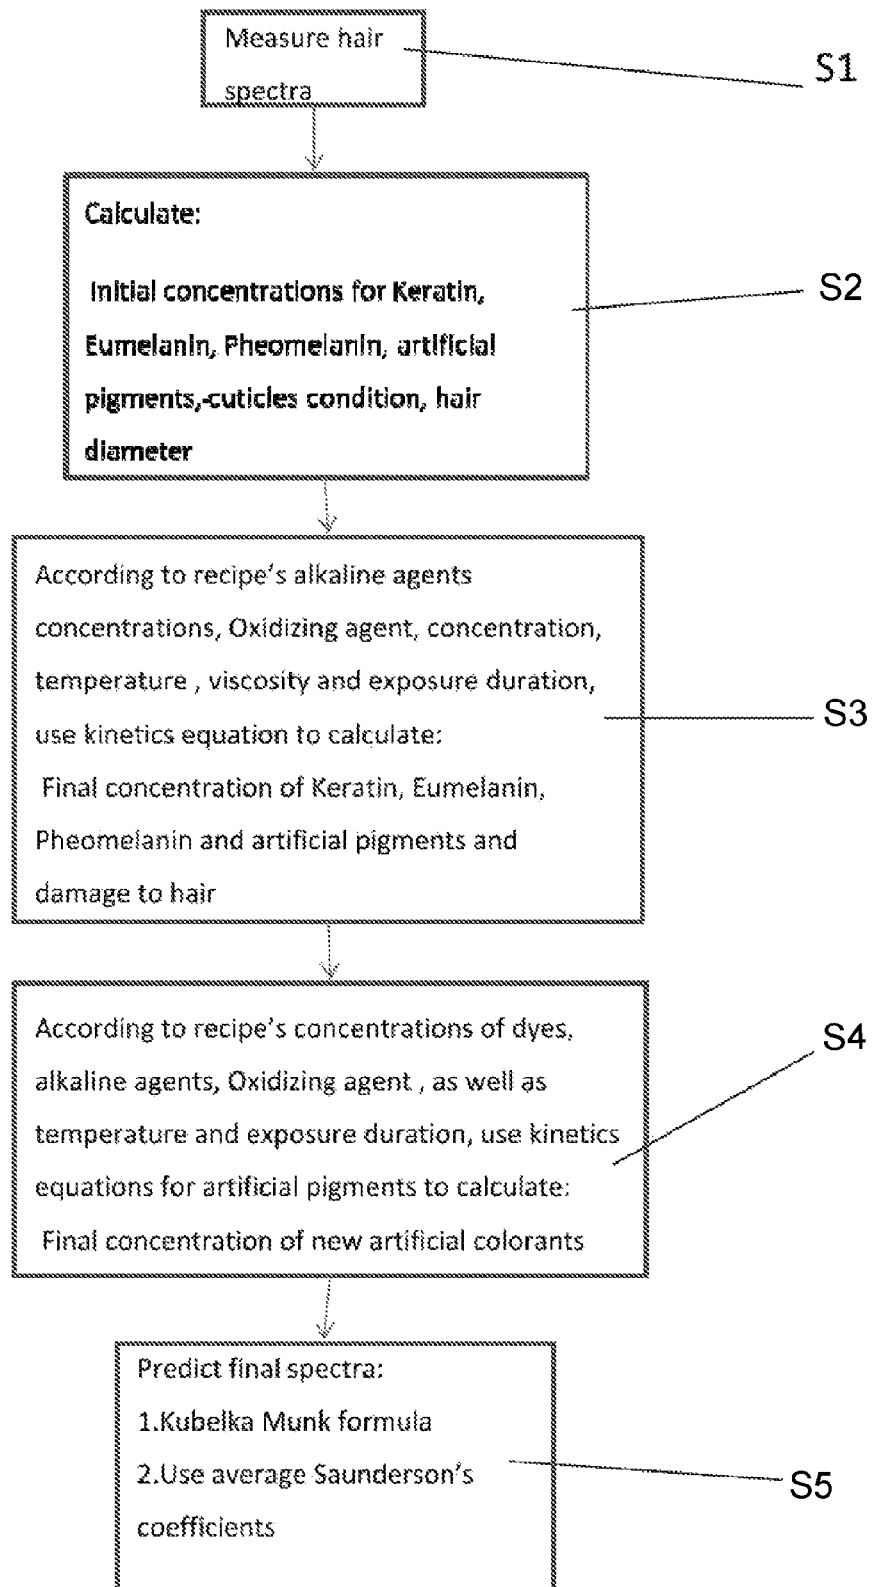 Measure hair
spectra
S1
Calculate:
Initial concentrations for Keratin,
Eumelanin, Pheomelanin, artificial
pigments,-cuticles condition, hair
diameter
S2
According to recipe's alkaline agents
concentrations, Oxidizing agent, concentration,
temperature , viscosity and exposure duration,
use kinetics equation to calculate:
Final concentration of Keratin, Eumelanin,
Pheomelanin and artificial pigments and
damage to hair
S3
According to recipe's concentrations of dyes,
alkaline agents, Oxidizing agent , as well as
temperature and exposure duration, use kinetics
equations for artificial pigments to calculate:
Final concentration of new artificial colorants
S4
Predict final spectra:
1.Kubelka Munk formula
2.Use average Saunderson's
coefficients
S5